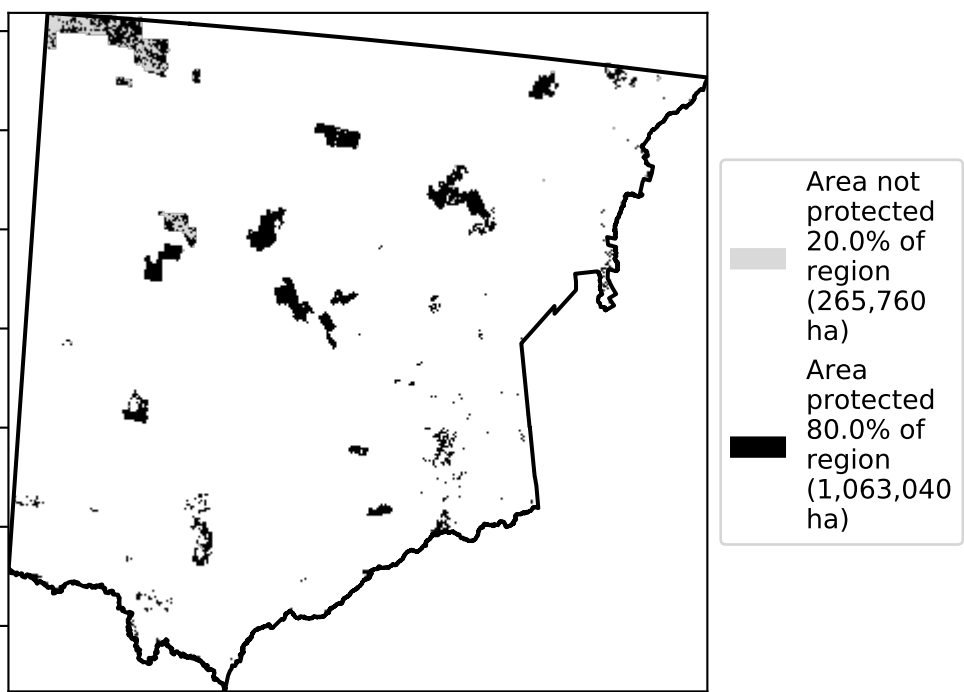 Area not
protected
20.0% of
region
(265,760
ha)
Area
protected
80.0% of
region
(1,063,040
ha)